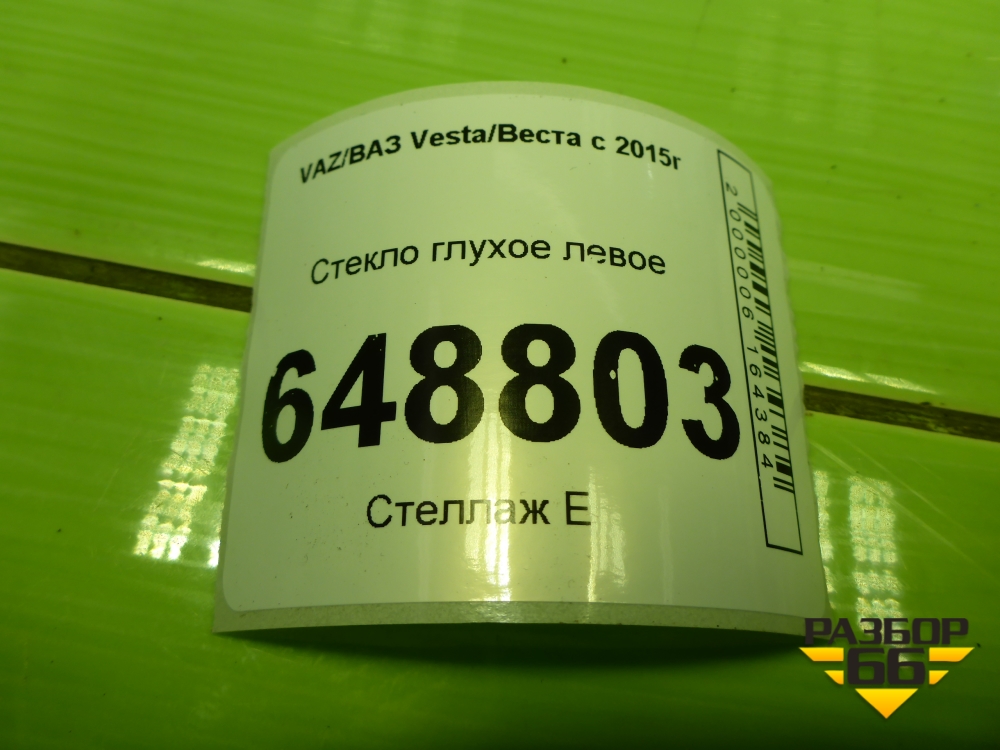 VAZ/ВАЗ Vesta/Веста с 2015г
Стекло глухое левое
648803
Стеллаж Е
2000006164384
РАЗБОР
66